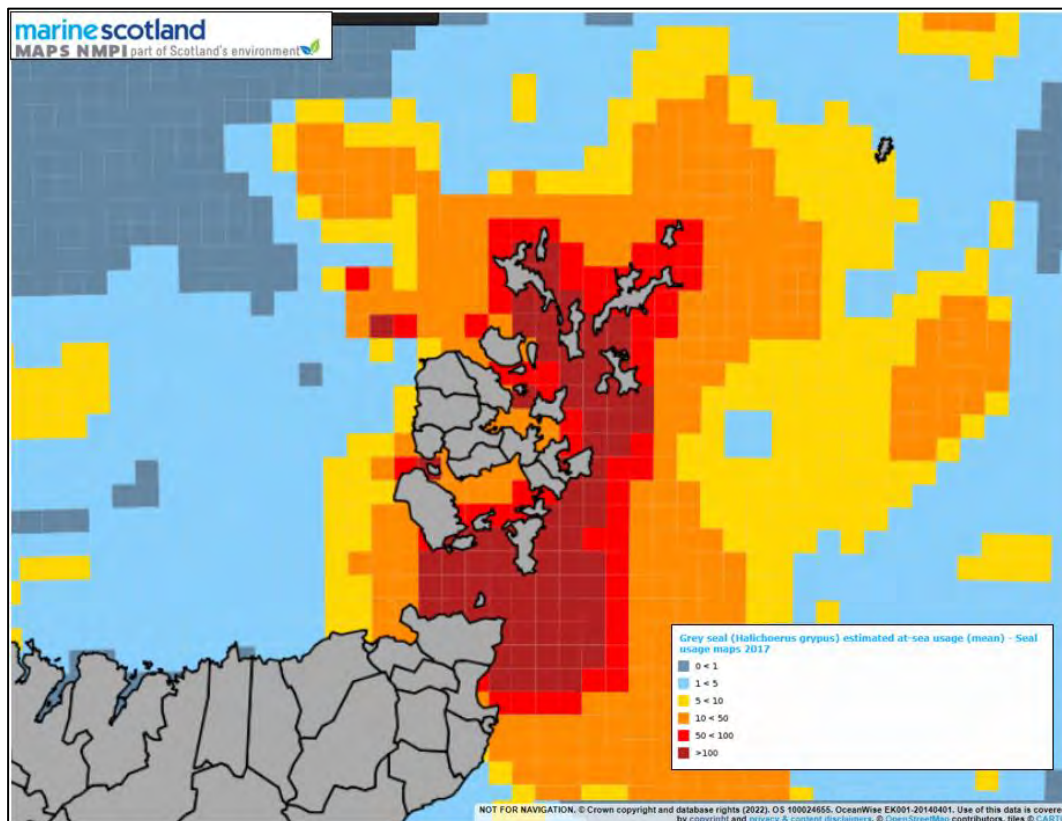 marinescotland
MAPS NMPI part of Scotland's environment
Grey seal (Halichoerus grypus) estimated at-sea usage (mean) - Seal
usage maps 2017
0 < 1
1 < 5
5 < 10
10 < 50
50 < 100
>100
NOT FOR NAVIGATION. © Crown copyright and database rights (2022). OS 100024655. OceanWise EK001-20140401. Use of this data is covere
by copyright and privacy & content disclaimers. © OpenStreetMap contributors, tiles © CART